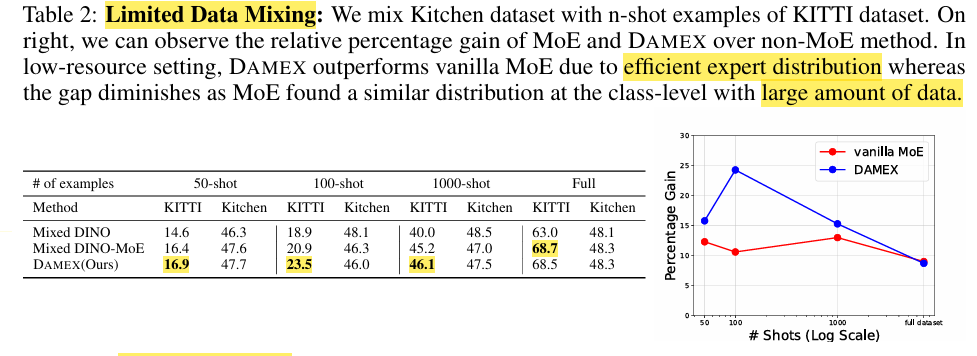 Table 2: Limited Data Mixing: We mix Kitchen dataset with n-shot examples of KITTI dataset. On
right, we can observe the relative percentage gain of MoE and DAMEX over non-MoE method. In
low-resource setting, DAMEX outperforms vanilla MoE due to efficient expert distribution whereas
the gap diminishes as MoE found a similar distribution at the class-level with large amount of data.
# of examples 50-shot 100-shot 1000-shot Full
Method KITTI Kitchen KITTI Kitchen KITTI Kitchen KITTI Kitchen
Mixed DINO 14.6 46.3 18.9 48.1 40.0 48.5 63.0 48.1
Mixed DINO-MoE 16.4 47.6 20.9 46.3 45.2 47.0 68.7 48.3
DAMEX(Ours) 16.9 47.7 23.5 46.0 46.1 47.5 68.5 48.3
Percentage Gain
30
25
20
15
10
5
0
vanilla MoE
DAMEX
50 100 1000 full dataset
# Shots (Log Scale)